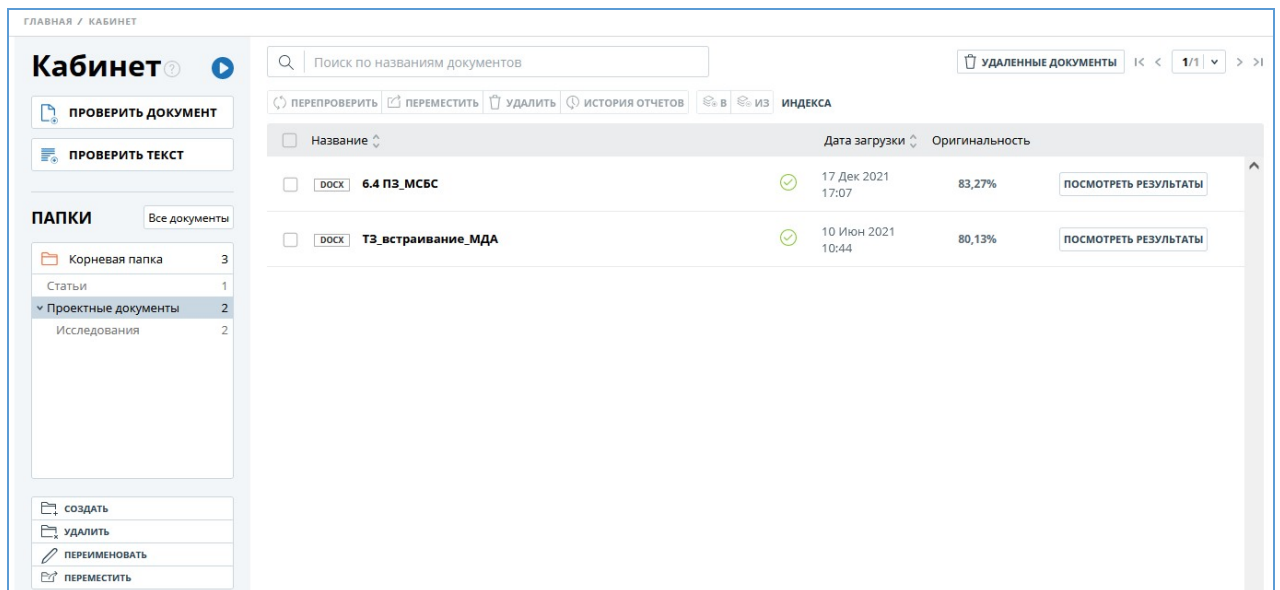 ГЛАВНАЯ / КАБИНЕТ
Кабинет ?
ПРОВЕРИТЬ ДОКУМЕНТ
ПРОВЕРИТЬ ТЕКСТ
ПАПКИ Все документы
Корневая папка 3
Статьи 1
Проектные документы 2
Исследования 2
СОЗДАТЬ
УДАЛИТЬ
ПЕРЕИМЕНОВАТЬ
ПЕРЕМЕСТИТЬ
Поиск по названиям документов
УДАЛЕННЫЕ ДОКУМЕНТЫ 1/1
ПЕРЕПРОВЕРИТЬ ПЕРЕМЕСТИТЬ УДАЛИТЬ ИСТОРИЯ ОТЧЕТОВ В ИЗ ИНДЕКСА
Название Дата загрузки Оригинальность
DOCX 6.4 ПЗ_МСБС 17 Дек 2021 83,27% ПОСМОТРЕТЬ РЕЗУЛЬТАТЫ
17:07
DOCX ТЗ_встраивание_МДА 10 Июн 2021 80,13% ПОСМОТРЕТЬ РЕЗУЛЬТАТЫ
10:44